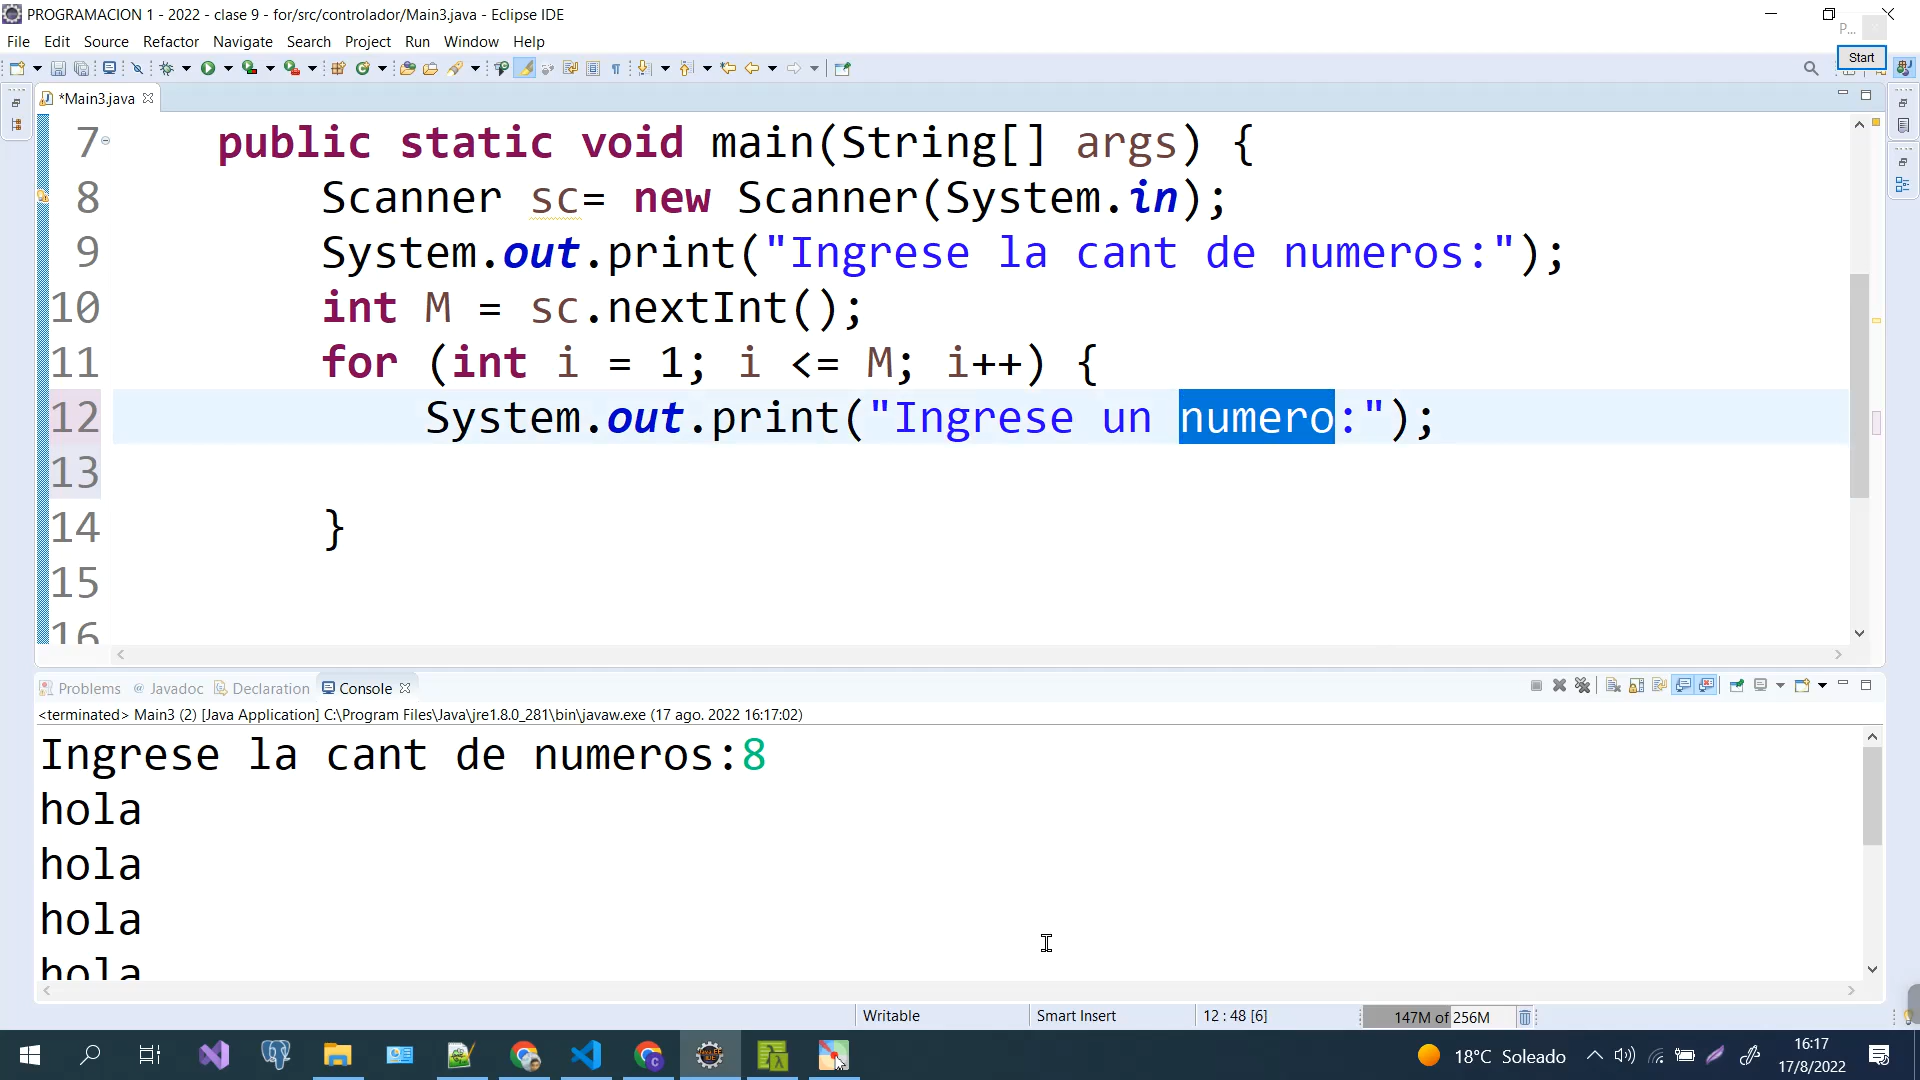 PROGRAMACION 1 - 2022 - clase 9 - for/src/controlador/Main3.java - Eclipse IDE
P...
File Edit Source Refactor Navigate Search Project Run Window Help
Start
*Main3.java
7 public static void main(String[] args) {
8 Scanner sc= new Scanner(System.in);
9 System.out.print("Ingrese la cant de numeros:");
10 int M = sc.nextInt();
11 for (int i = 1; i <= M; i++) {
12 System.out.print("Ingrese un numero:");
13
14 }
15
16
Problems @ Javadoc Declaration Console
<terminated> Main3 (2) [Java Application] C:\Program Files\Java\jre1.8.0_281\bin\javaw.exe (17 ago. 2022 16:17:02)
Ingrese la cant de numeros:8
hola
hola
hola
hola
Writable Smart Insert 12 : 48 [6] 147M of 256M
18°C Soleado 16:17
17/8/2022